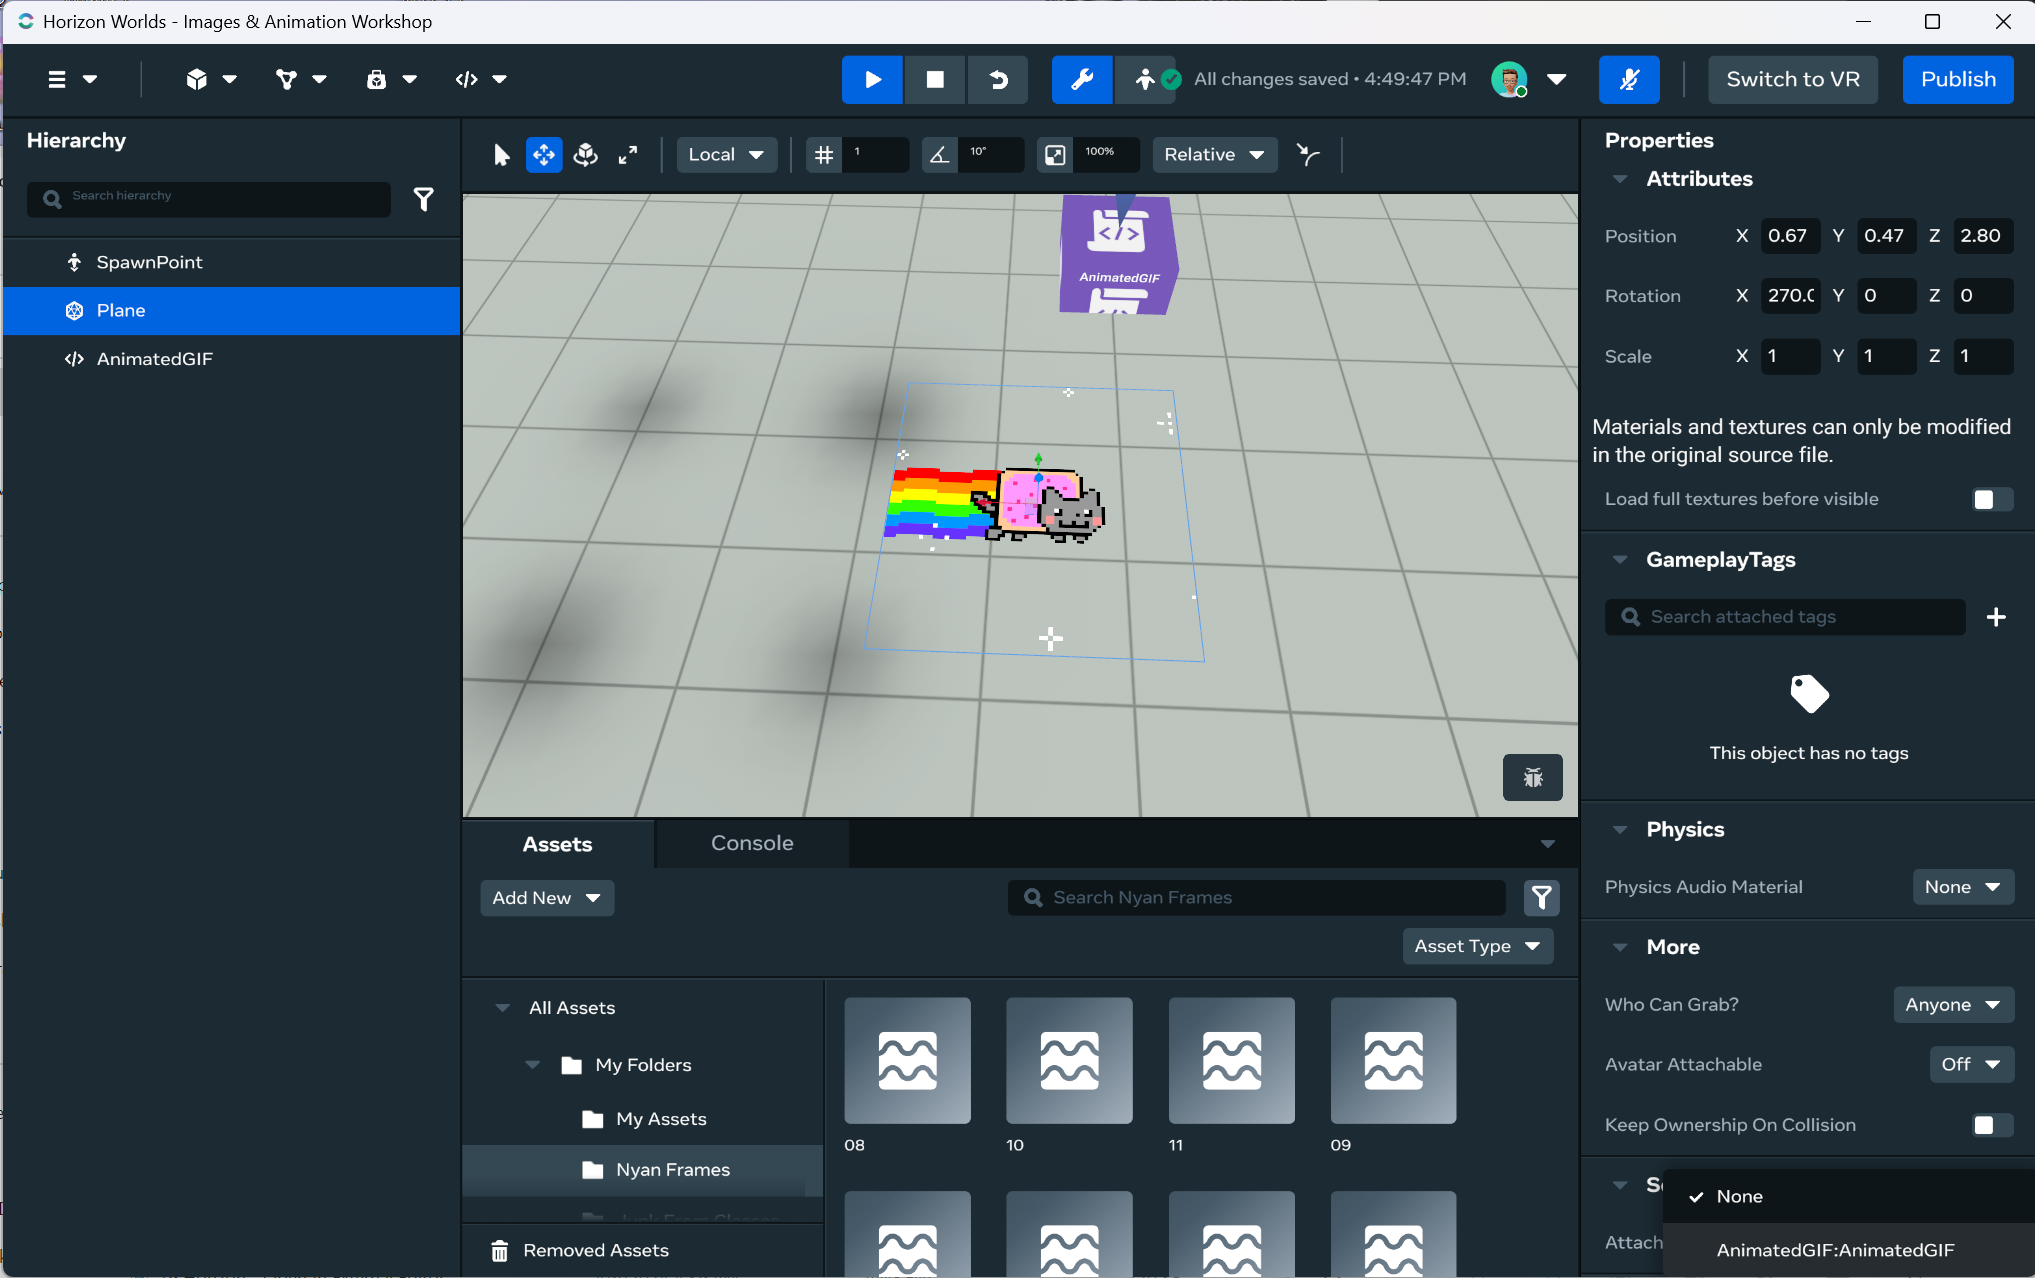 Horizon Worlds - Images & Animation Workshop
All changes saved • 4:49:47 PM
Switch to VR
Publish
Hierarchy
Search hierarchy
SpawnPoint
Plane
AnimatedGIF
Local
1
10°
100%
Relative
AnimatedGIF
Assets
Console
Add New
Search Nyan Frames
Asset Type
All Assets
My Folders
My Assets
Nyan Frames
Removed Assets
08
10
11
09
Properties
Attributes
Position X 0.67 Y 0.47 Z 2.80
Rotation X 270.0 Y 0 Z 0
Scale X 1 Y 1 Z 1
Materials and textures can only be modified
in the original source file.
Load full textures before visible
GameplayTags
Search attached tags
This object has no tags
Physics
Physics Audio Material None
More
Who Can Grab? Anyone
Avatar Attachable Off
Keep Ownership On Collision
None
Attach
AnimatedGIF:AnimatedGIF